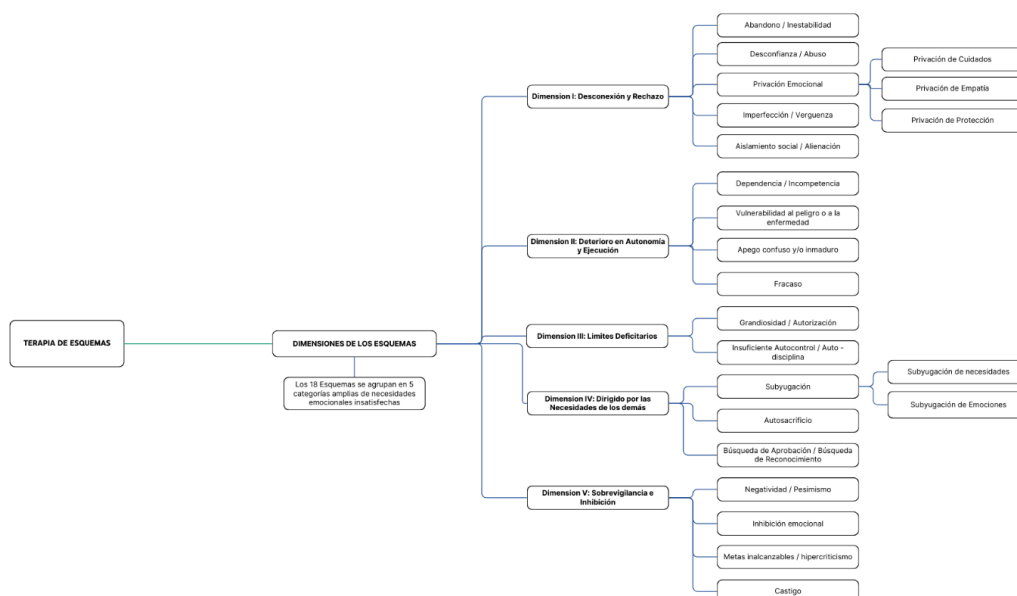 TERAPIA DE ESQUEMAS
DIMENSIONES DE LOS ESQUEMAS
Los 18 Esquemas se agrupan en 5
categorías amplias de necesidades
emocionales insatisfechas
Dimension I: Desconexión y Rechazo
Abandono / Inestabilidad
Desconfianza / Abuso
Privación Emocional
Privación de Cuidados
Privación de Empatía
Privación de Protección
Imperfección / Verguenza
Aislamiento social / Alienación
Dimension II: Deterioro en Autonomía
y Ejecución
Dependencia / Incompetencia
Vulnerabilidad al peligro o a la
enfermedad
Apego confuso y/o inmaduro
Fracaso
Dimension III: Limites Deficitarios
Grandiosidad / Autorización
Insuficiente Autocontrol / Auto -
disciplina
Dimension IV: Dirigido por las
Necesidades de los demás
Subyugación
Subyugación de necesidades
Subyugación de Emociones
Autosacrificio
Búsqueda de Aprobación / Búsqueda
de Reconocimiento
Dimension V: Sobrevigilancia e
Inhibición
Negatividad / Pesimismo
Inhibición emocional
Metas inalcanzables / hipercriticismo
Castigo